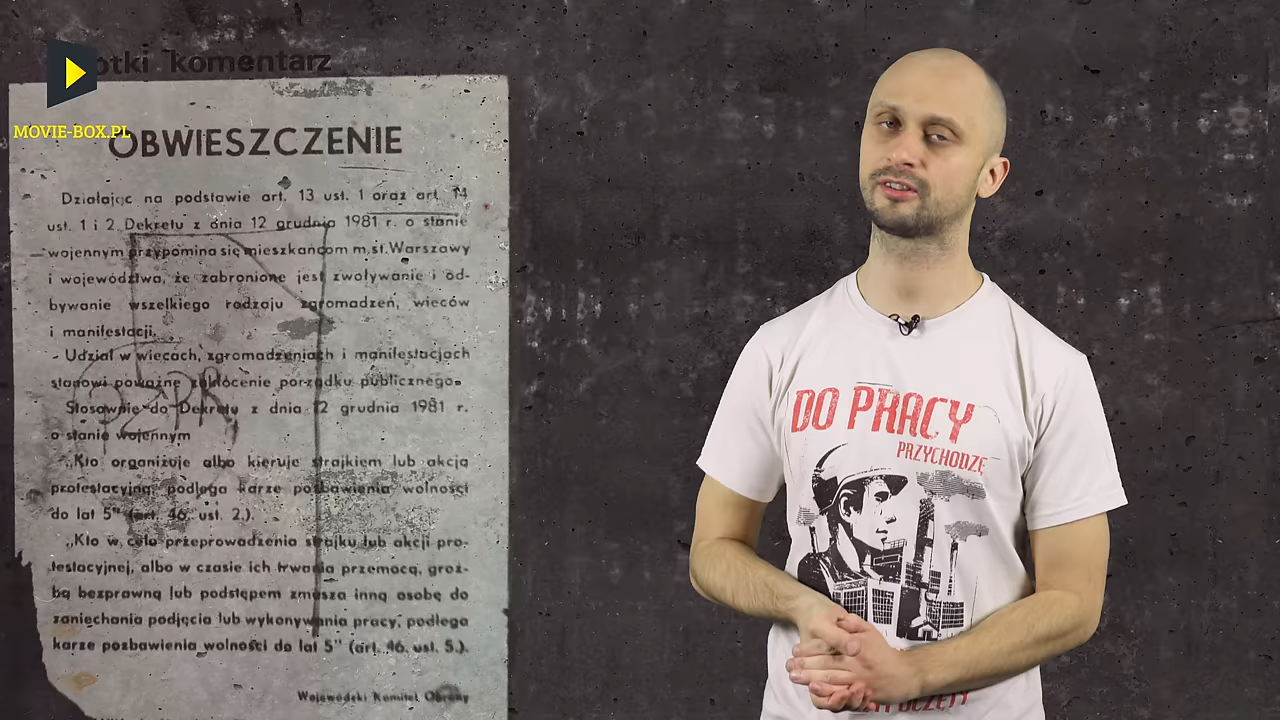 otki komentarz
MOVIE-BOX.PL
OBWIESZCZENIE
Działając na podstawie art. 13 ust. 1 oraz art. 14
ust. 1 i 2 Dekretu z dnia 12 grudnia 1981 r. o stanie
wojennym przypomina się mieszkańcom m.st. Warszawy
i województwa, że zabronione jest zwoływanie i od-
bywanie wszelkiego rodzaju zgromadzeń, wieców
i manifestacji.
- Udział w wiecach, zgromadzeniach i manifestacjach
stanowi poważne zakłócenie porządku publicznego.
Stosownie do Dekretu z dnia 12 grudnia 1981 r.
o stanie wojennym
„Kto organizuje albo kieruje strajkiem lub akcją
protestacyjną, podlega karze pozbawienia wolności
do lat 5" (art. 46. ust. 2.).
„Kto w celo przeprowadzenia strajku lub akcji pro-
testacyjnej, albo w czasie ich trwania przemocą, groź-
bą bezprawną lub podstępem zmusza inną osobę do
zaniechania podjęcia lub wykonywania pracy, podlega
karze pozbawienia wolności do lat 5" (art. 46. ust. 5.).
Wojewódzki Komitet Obrony
PZPR
DO PRACY
PRZYCHODZĘ